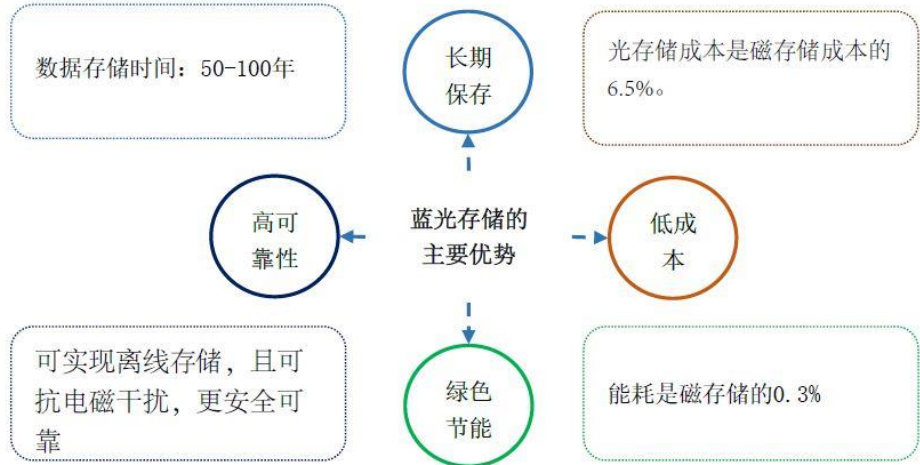 数据存储时间：50-100年
长期
保存
光存储成本是磁存储成本的
6.5%。
高可
靠性
蓝光存储的
主要优势
低成
本
可实现离线存储，且可
抗电磁干扰，更安全可
靠
绿色
节能
能耗是磁存储的0.3%